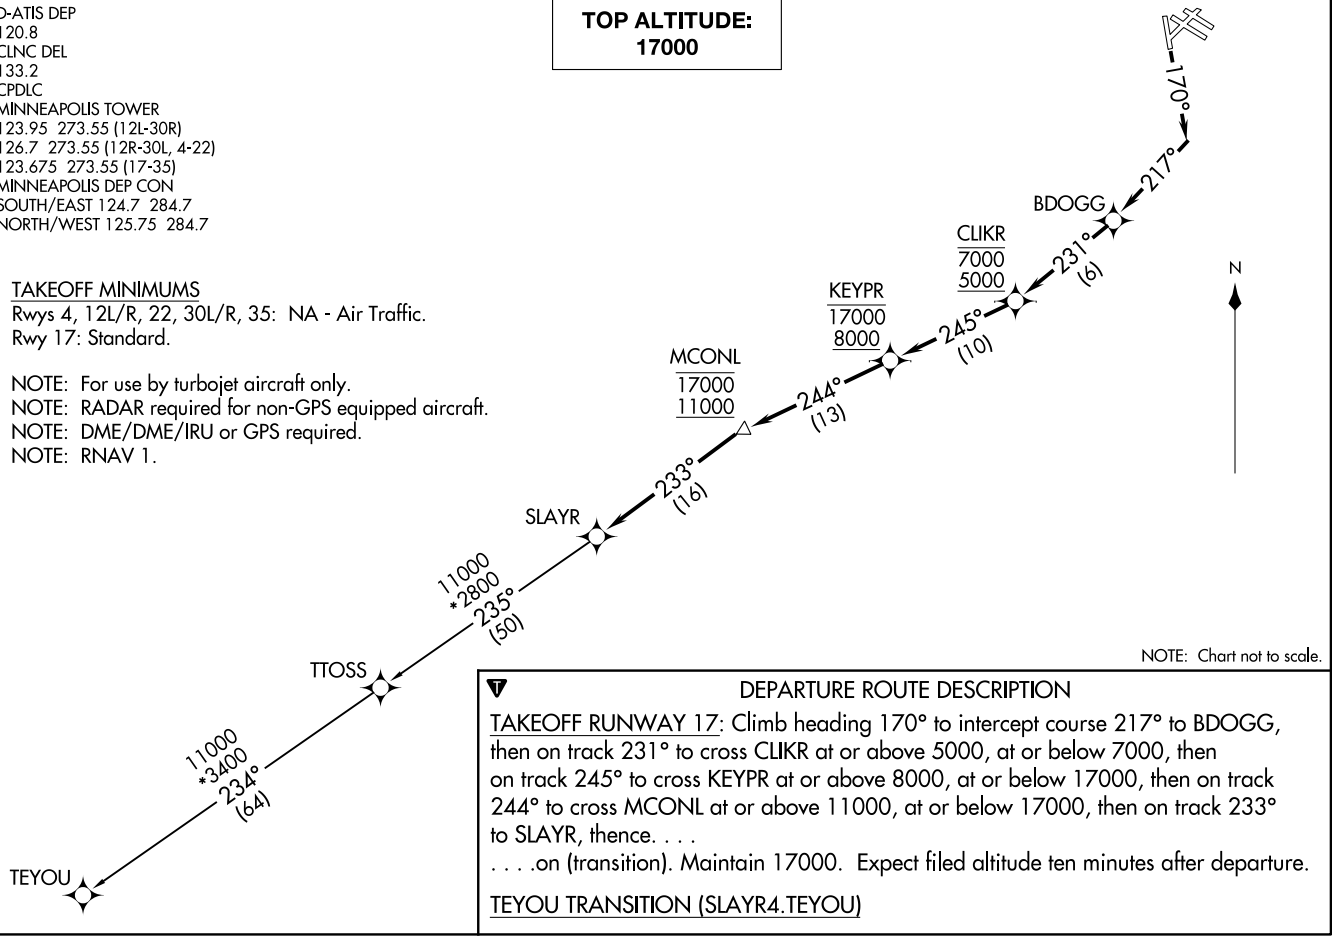 D-ATIS DEP
120.8
CLNC DEL
133.2
CPDLC
MINNEAPOLIS TOWER
123.95 273.55 (12L-30R)
126.7 273.55 (12R-30L, 4-22)
123.675 273.55 (17-35)
MINNEAPOLIS DEP CON
SOUTH/EAST 124.7 284.7
NORTH/WEST 125.75 284.7
TOP ALTITUDE:
17000
170°
217°
BDOGG
231°
(6)
CLIKR
7000
5000
245°
(10)
KEYPR
17000
8000
244°
(13)
MCONL
17000
11000
233°
(16)
SLAYR
11000
*2800
235°
(50)
TTOSS
11000
*3400
234°
(64)
TEYOU
N
TAKEOFF MINIMUMS
Rwys 4, 12L/R, 22, 30L/R, 35: NA - Air Traffic.
Rwy 17: Standard.
NOTE: For use by turbojet aircraft only.
NOTE: RADAR required for non-GPS equipped aircraft.
NOTE: DME/DME/IRU or GPS required.
NOTE: RNAV 1.
NOTE: Chart not to scale.
T
DEPARTURE ROUTE DESCRIPTION
TAKEOFF RUNWAY 17: Climb heading 170° to intercept course 217° to BDOGG,
then on track 231° to cross CLIKR at or above 5000, at or below 7000, then
on track 245° to cross KEYPR at or above 8000, at or below 17000, then on track
244° to cross MCONL at or above 11000, at or below 17000, then on track 233°
to SLAYR, thence. . . .
. . . .on (transition). Maintain 17000. Expect filed altitude ten minutes after departure.
TEYOU TRANSITION (SLAYR4.TEYOU)